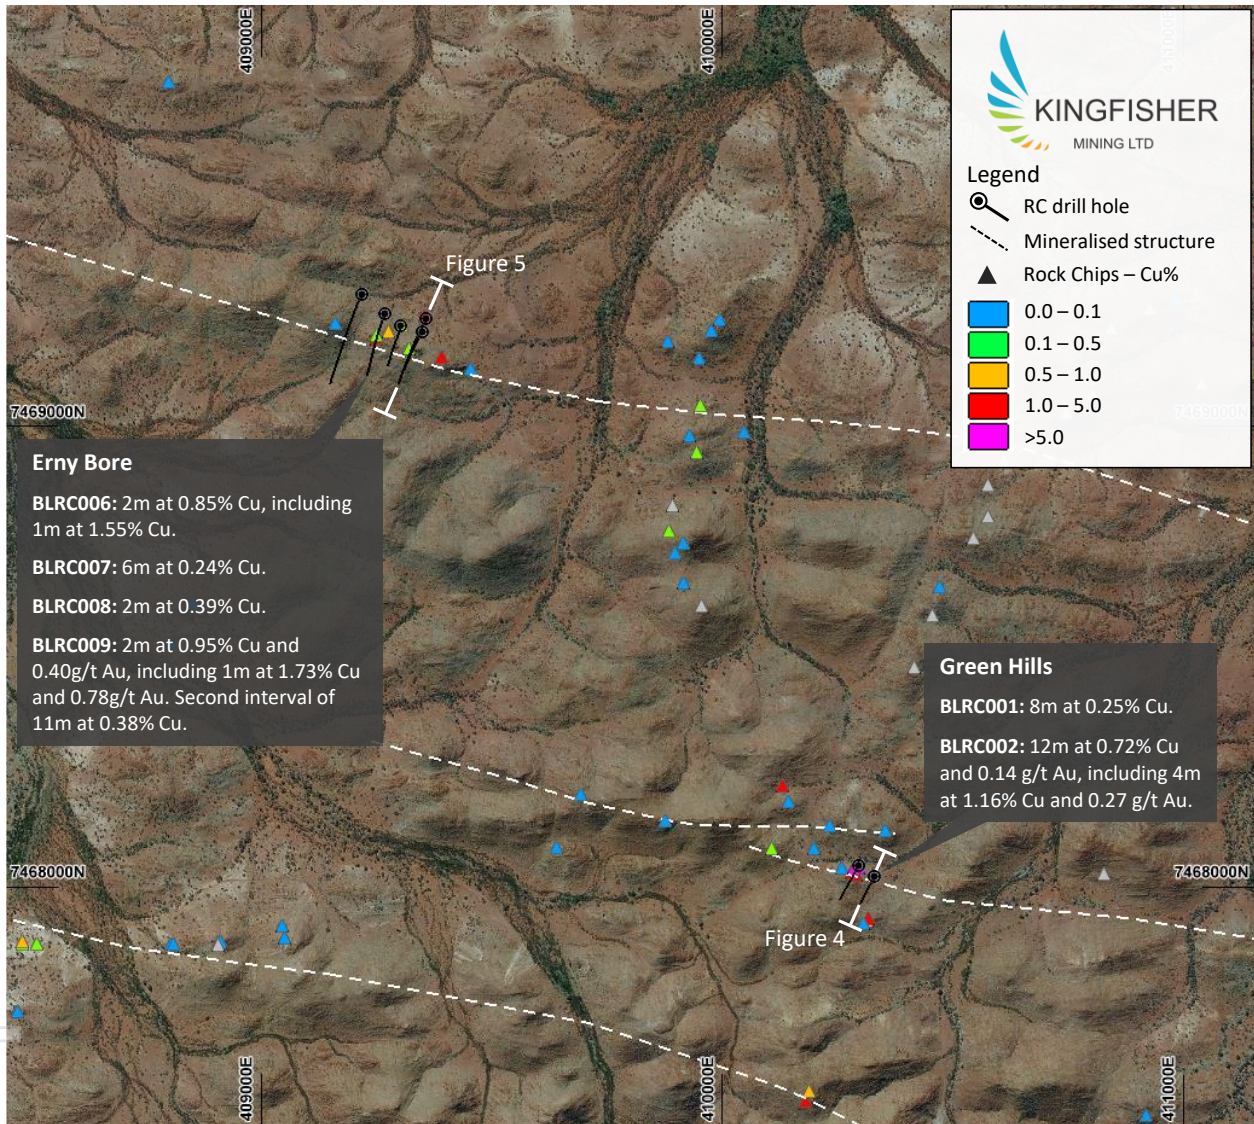 409000E
410000E
411000E
KINGFISHER
MINING LTD
Legend
RC drill hole
Mineralised structure
Rock Chips – Cu%
0.0 – 0.1
0.1 – 0.5
0.5 – 1.0
1.0 – 5.0
>5.0
Figure 5
7469000N
7469000N
Erny Bore
BLRC006: 2m at 0.85% Cu, including
1m at 1.55% Cu.
BLRC007: 6m at 0.24% Cu.
BLRC008: 2m at 0.39% Cu.
BLRC009: 2m at 0.95% Cu and
0.40g/t Au, including 1m at 1.73% Cu
and 0.78g/t Au. Second interval of
11m at 0.38% Cu.
Green Hills
BLRC001: 8m at 0.25% Cu.
BLRC002: 12m at 0.72% Cu
and 0.14 g/t Au, including 4m
at 1.16% Cu and 0.27 g/t Au.
7468000N
7468000N
Figure 4
409000E
410000E
411000E